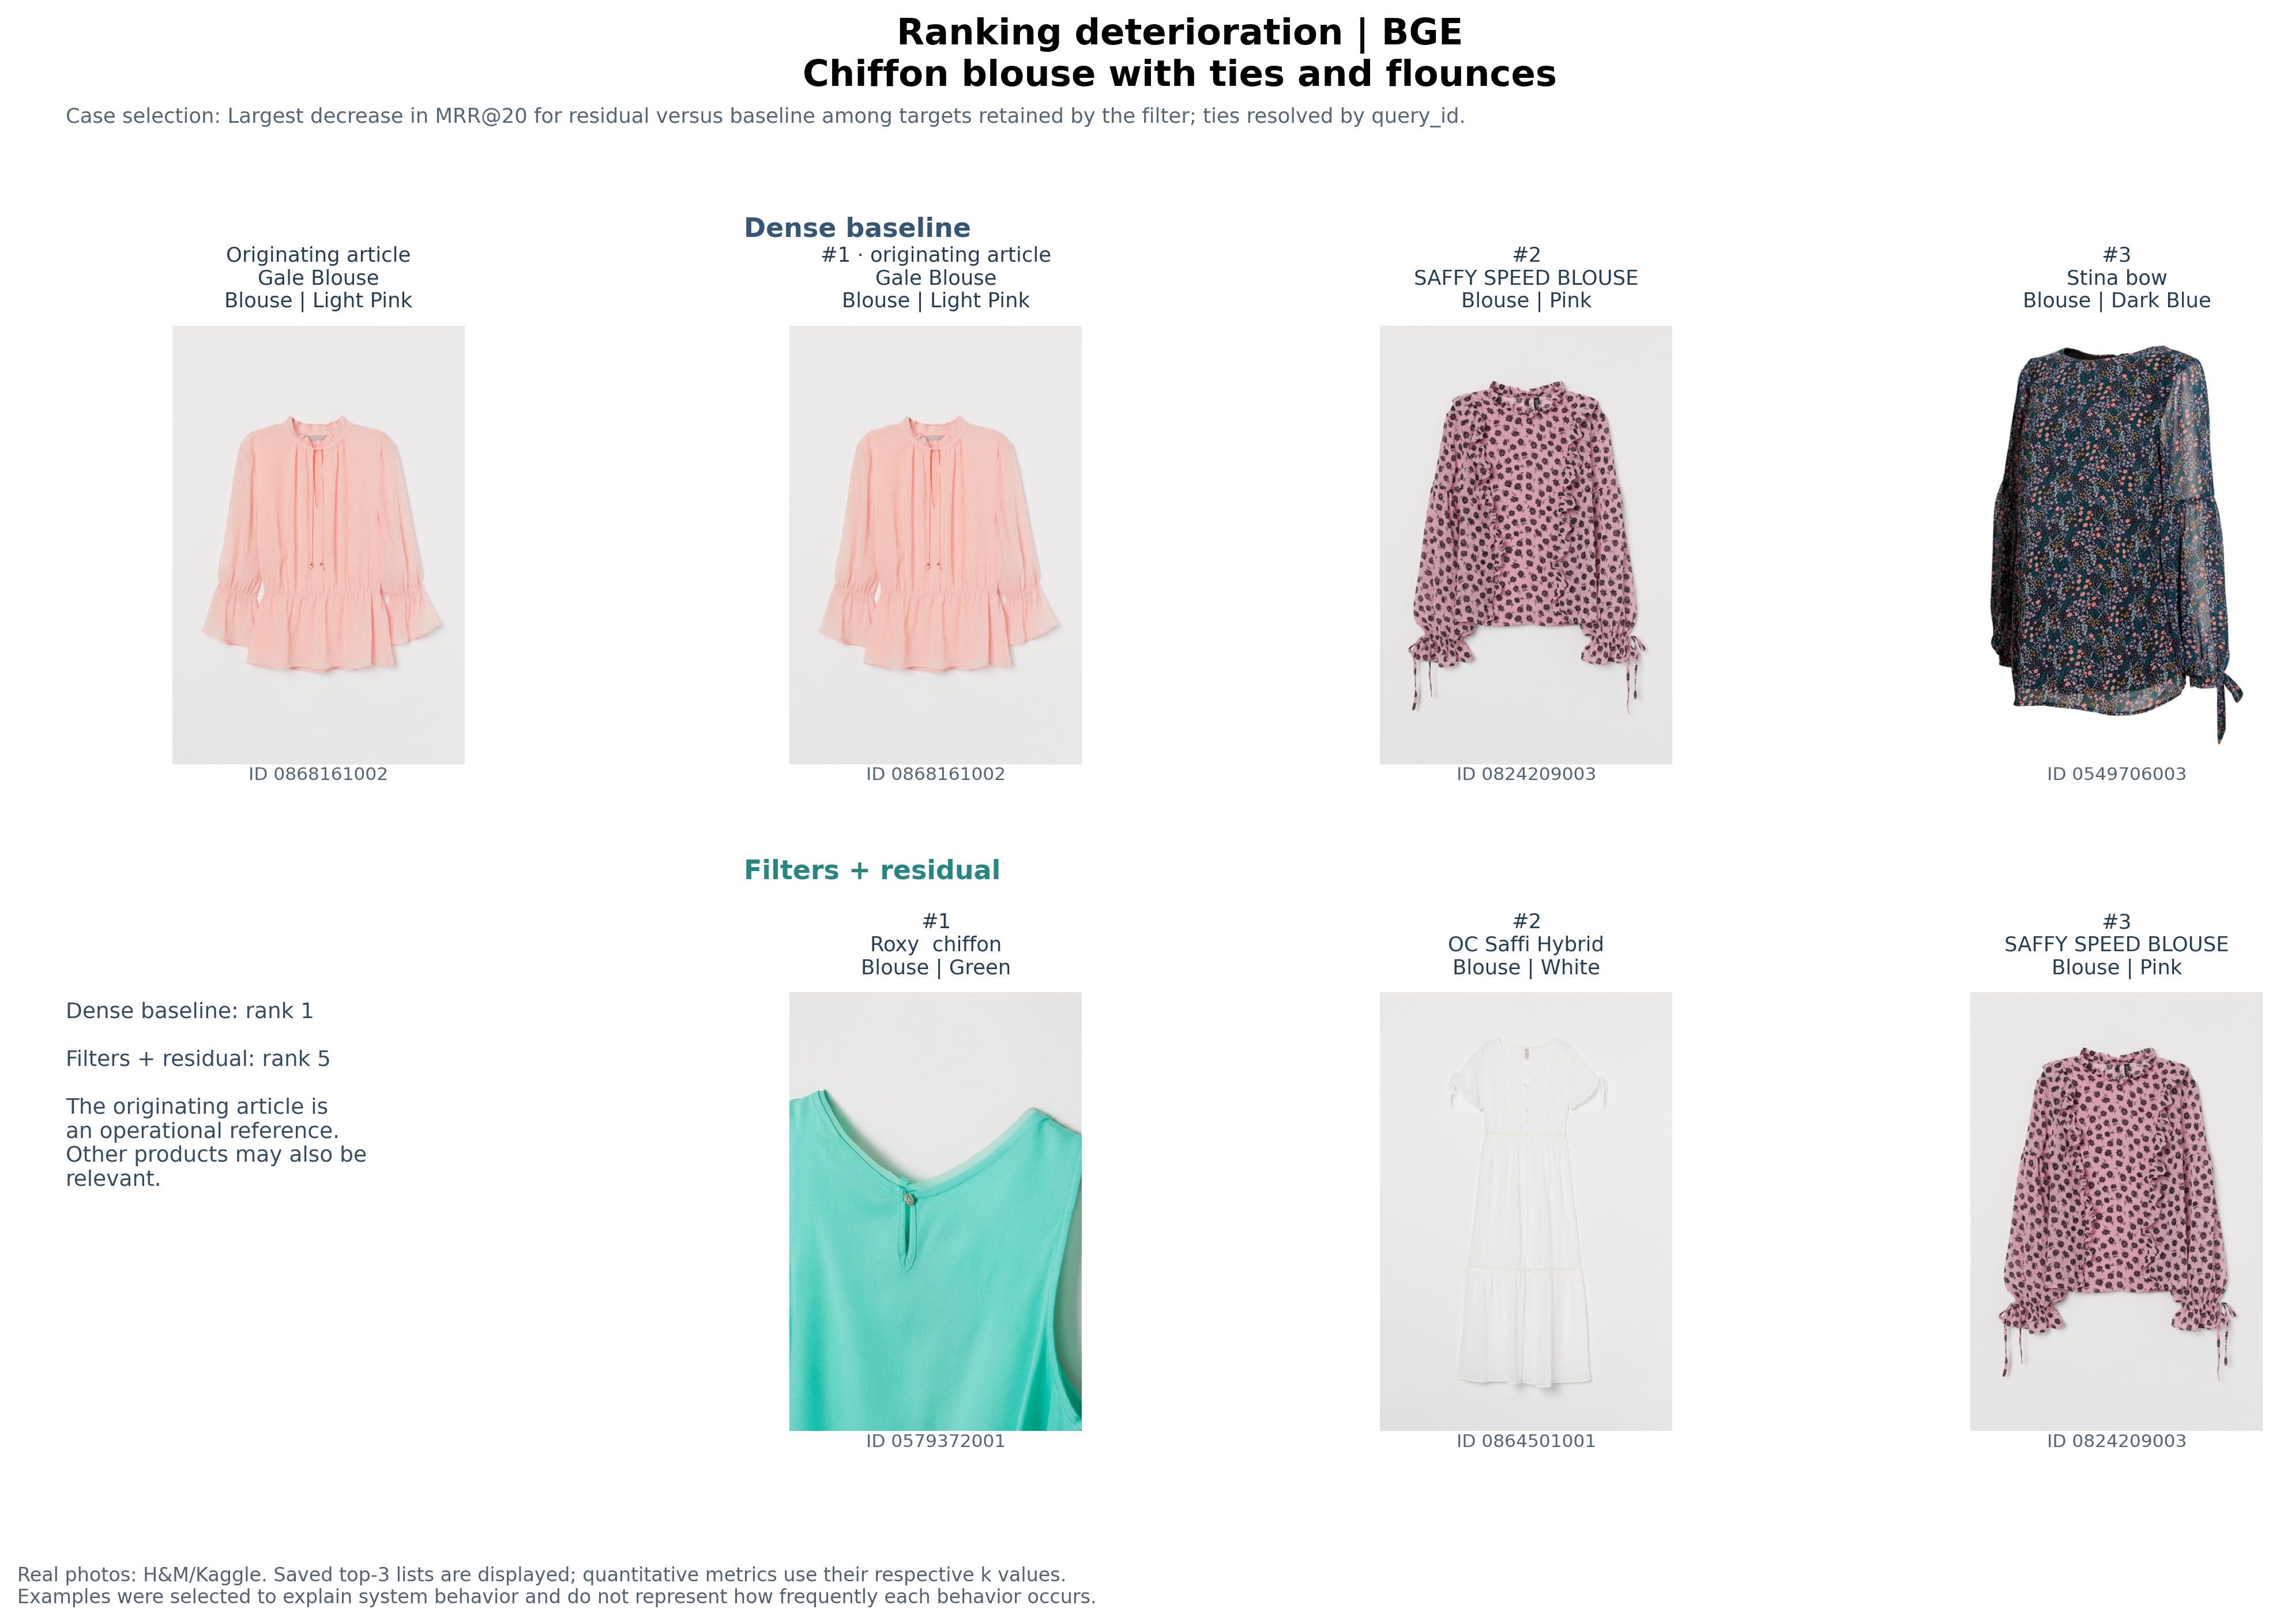 Ranking deterioration | BGE
Chiffon blouse with ties and flounces
Case selection: Largest decrease in MRR@20 for residual versus baseline among targets retained by the filter; ties resolved by query_id.
Dense baseline
Originating article
Gale Blouse
Blouse | Light Pink
ID 0868161002
#1 · originating article
Gale Blouse
Blouse | Light Pink
ID 0868161002
#2
SAFFY SPEED BLOUSE
Blouse | Pink
ID 0824209003
#3
Stina bow
Blouse | Dark Blue
ID 0549706003
Filters + residual
Dense baseline: rank 1
Filters + residual: rank 5
The originating article is
an operational reference.
Other products may also be
relevant.
#1
Roxy  chiffon
Blouse | Green
ID 0579372001
#2
OC Saffi Hybrid
Blouse | White
ID 0864501001
#3
SAFFY SPEED BLOUSE
Blouse | Pink
ID 0824209003
Real photos: H&M/Kaggle. Saved top-3 lists are displayed; quantitative metrics use their respective k values.
Examples were selected to explain system behavior and do not represent how frequently each behavior occurs.